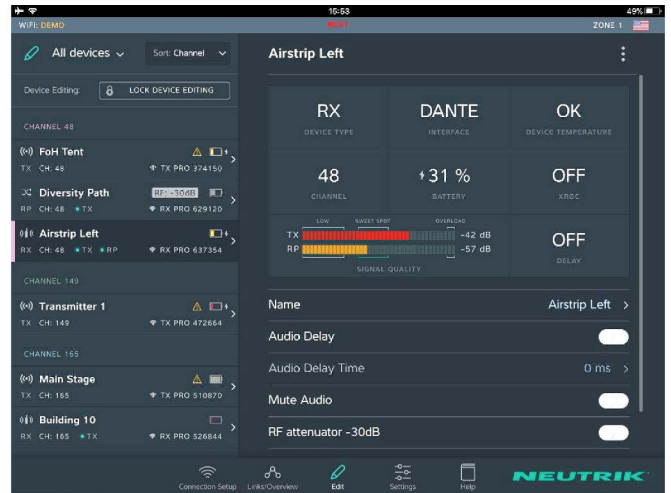 15:53
49%
WIFI: DEMO
ZONE 1
All devices
Sort: Channel
Device Editing:
LOCK DEVICE EDITING
CHANNEL 48
FoH Tent
TX CH: 48
TX PRO 374150
Diversity Path
RF: -30dB
RP CH: 48 TX
RX PRO 629120
Airstrip Left
RX CH: 48 TX RP
RX PRO 637354
CHANNEL 149
Transmitter 1
TX CH: 149
TX PRO 472664
CHANNEL 165
Main Stage
TX CH: 165
TX PRO 510870
Building 10
RX CH: 165 TX
RX PRO 526844
Airstrip Left
RX
DEVICE TYPE
DANTE
INTERFACE
OK
DEVICE TEMPERATURE
48
CHANNEL
31 %
BATTERY
OFF
XROC
LOW SWEET SPOT OVERLOAD
TX -42 dB
RP -57 dB
SIGNAL QUALITY
OFF
DELAY
Name
Airstrip Left
Audio Delay
Audio Delay Time
0 ms
Mute Audio
RF attenuator -30dB
Connection Setup
Links/Overview
Edit
Settings
Help
NEUTRIK